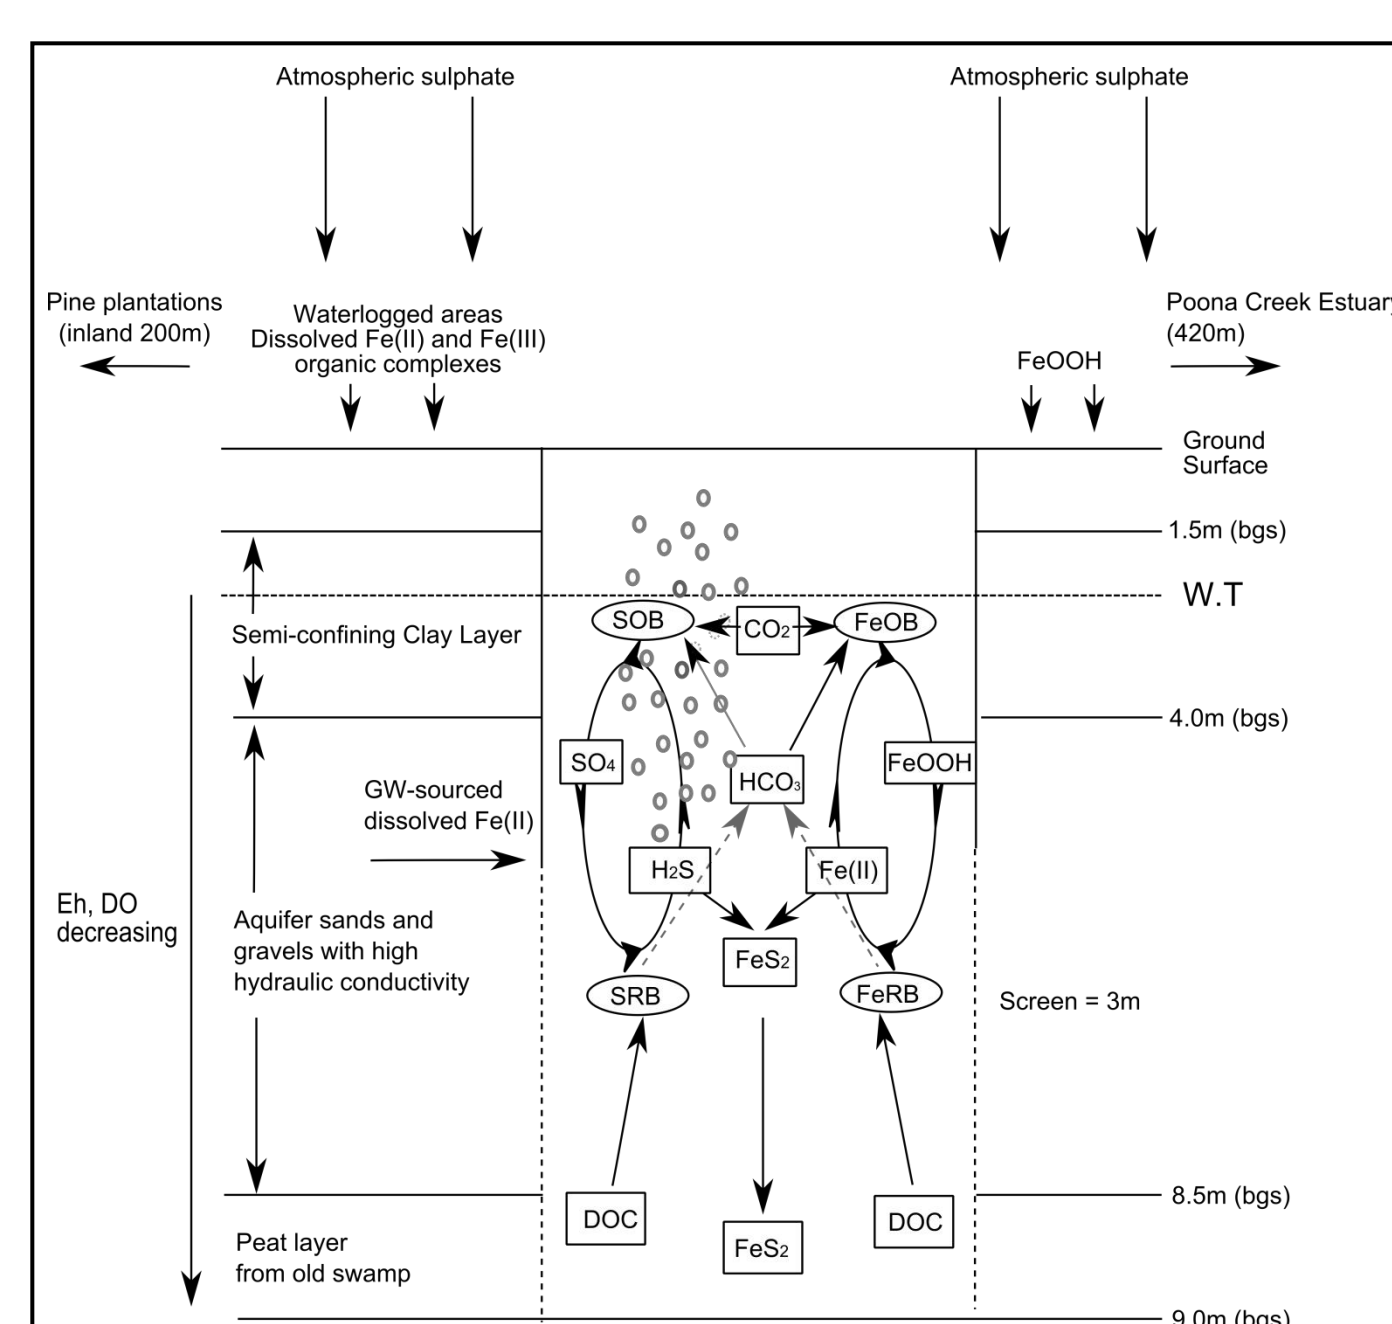 Atmospheric sulphate
Atmospheric sulphate
Pine plantations
(inland 200m)
Waterlogged areas
Dissolved Fe(II) and Fe(III)
organic complexes
FeOOH
Poona Creek Estuary
(420m)
Ground
Surface
1.5m (bgs)
W.T
SOB
CO2
FeOB
Semi-confining Clay Layer
4.0m (bgs)
SO4
HCO3
FeOOH
GW-sourced
dissolved Fe(II)
H2S
Fe(II)
Eh, DO
decreasing
Aquifer sands and
gravels with high
hydraulic conductivity
FeS2
SRB
FeRB
Screen = 3m
8.5m (bgs)
DOC
FeS2
DOC
Peat layer
from old swamp
9.0m (bgs)